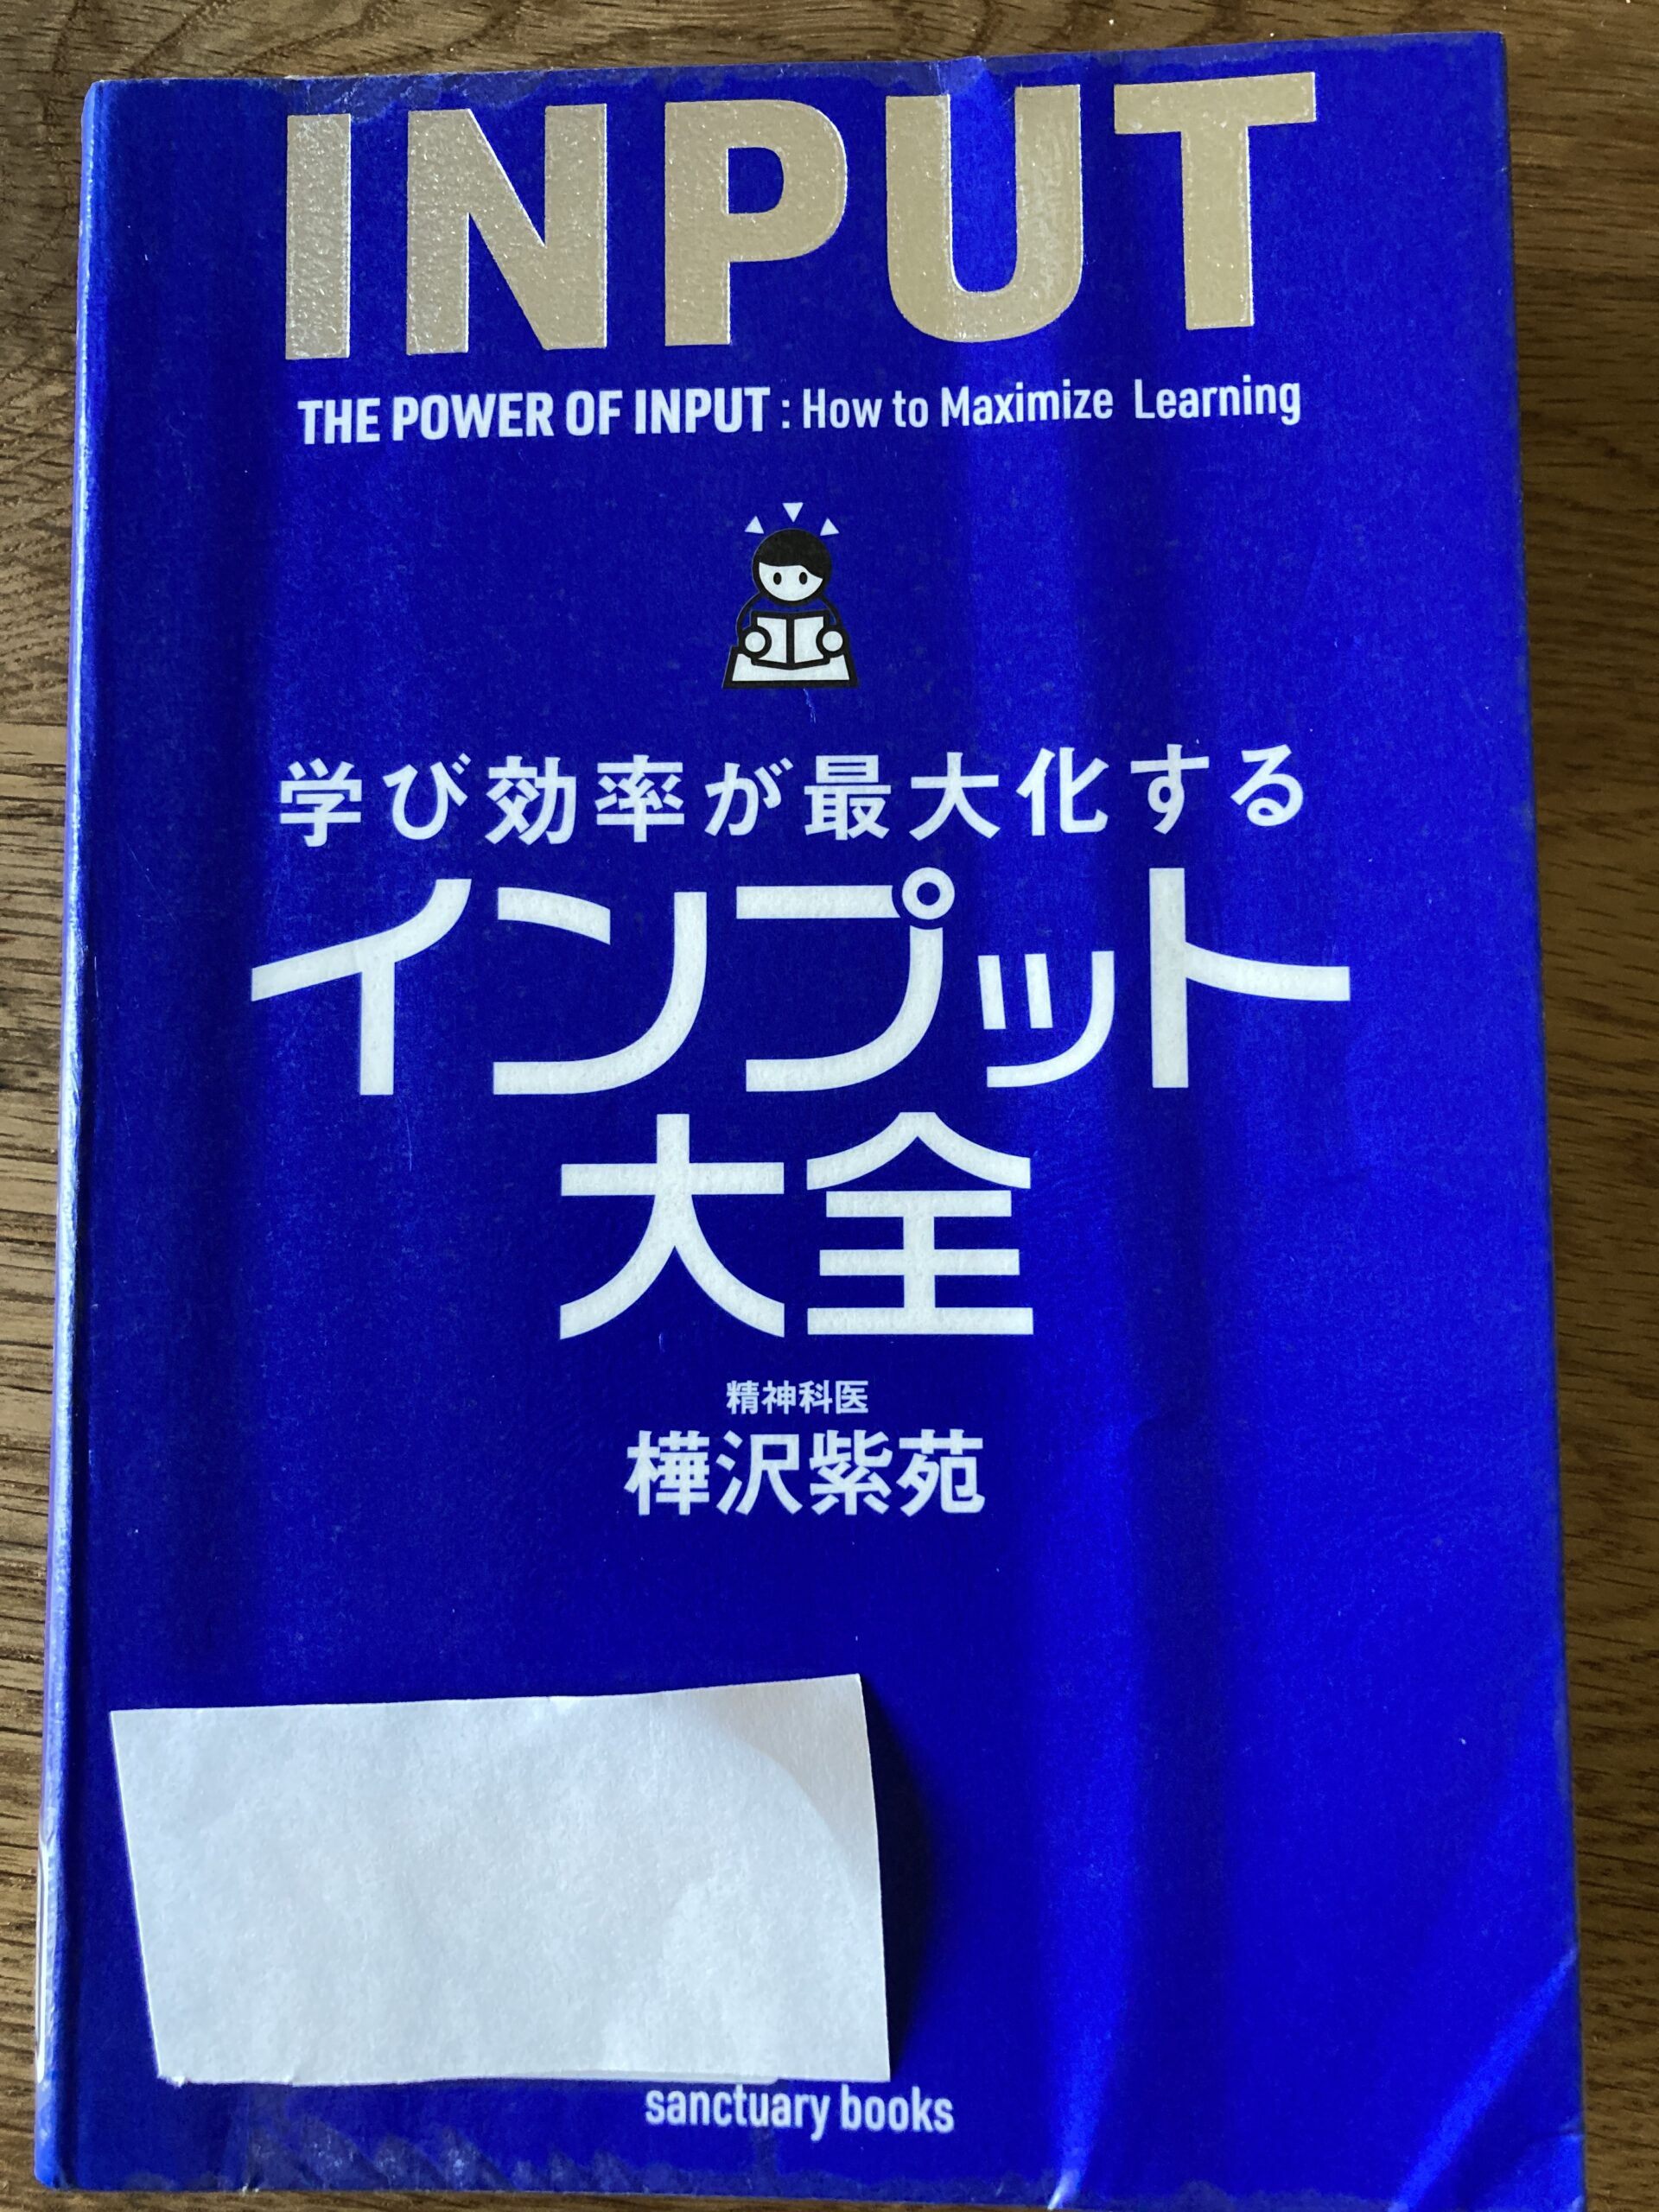 INPUT
THE POWER OF INPUT : How to Maximize Learning
学び効率が最大化する
インプット
大全
精神科医
樺沢紫苑
sanctuary books